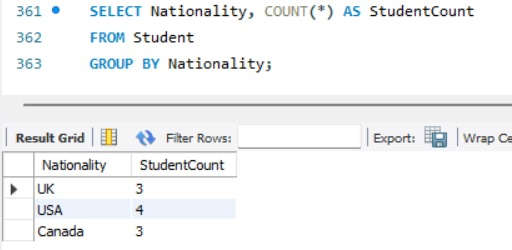 361 SELECT Nationality, COUNT(*) AS StudentCount
362 FROM Student
363 GROUP BY Nationality;
Result Grid Filter Rows: Export: Wrap Ce
Nationality StudentCount
UK 3
USA 4
Canada 3